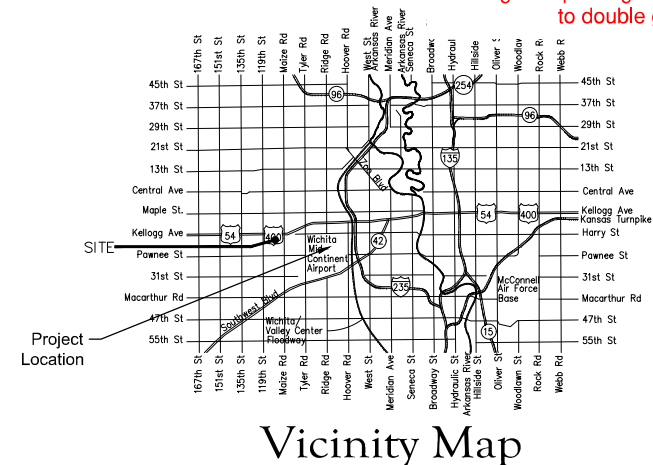 to double g
167th St
151st St
135th St
119th St
Maize Rd
Tyler Rd
Ridge Rd
Hoover Rd
West St
Arkansas River
Meridian Ave
Arkansas River
Seneca St
Broadw
Hydraul
Hillside
Oliver S
Woodlaw
Rock R
Webb R
45th St
96
254
45th St
37th St
37th St
29th St
96
29th St
21st St
135
21st St
13th St
Zoo Blvd
13th St
Central Ave
Central Ave
Maple St.
54
400
Kellogg Ave
Kansas Turnpike
Kellogg Ave
54
400
Harry St
SITE
Wichita
Mid
Continent
Airport
42
Pawnee St
Pawnee St
31st St
235
McConnell
Air Force
Base
31st St
Macarthur Rd
Macarthur Rd
Southwest Blvd
47th St
Wichita/
Valley Center
Floodway
15
47th St
Project
Location
55th St
55th St
167th St
151st St
135th St
119th St
Maize Rd
Tyler Rd
Ridge Rd
Hoover Rd
West St
Meridian Ave
Seneca St
Broadway St
Hydraulic St
Arkansas River
Hillside St
Oliver St
Woodlawn St
Rock Rd
Webb Rd
Vicinity Map